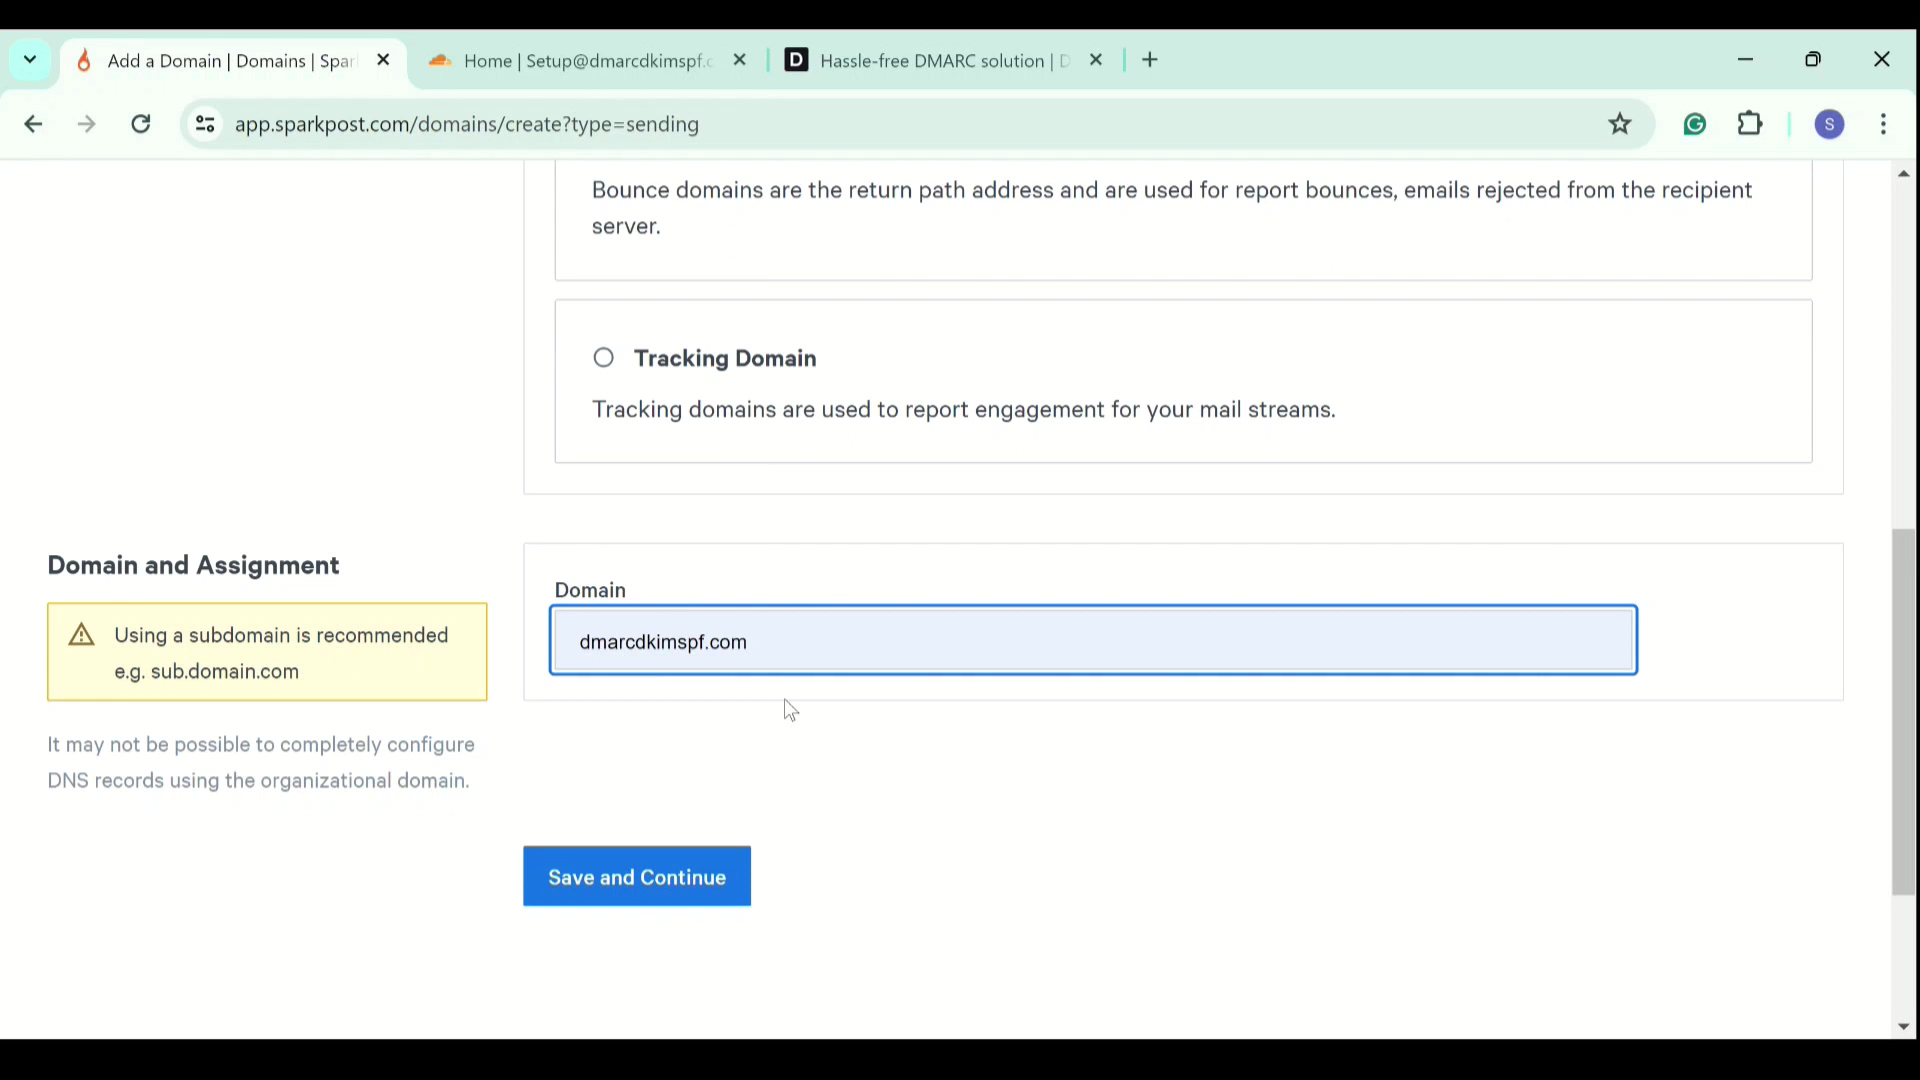 Add a Domain | Domains | Spar
Home | Setup@dmarcdkimspf.c
D
Hassle-free DMARC solution | D
app.sparkpost.com/domains/create?type=sending
S
Bounce domains are the return path address and are used for report bounces, emails rejected from the recipient
server.
Tracking Domain
Tracking domains are used to report engagement for your mail streams.
Domain and Assignment
Using a subdomain is recommended
e.g. sub.domain.com
It may not be possible to completely configure
DNS records using the organizational domain.
Domain
dmarcdkimspf.com
Save and Continue